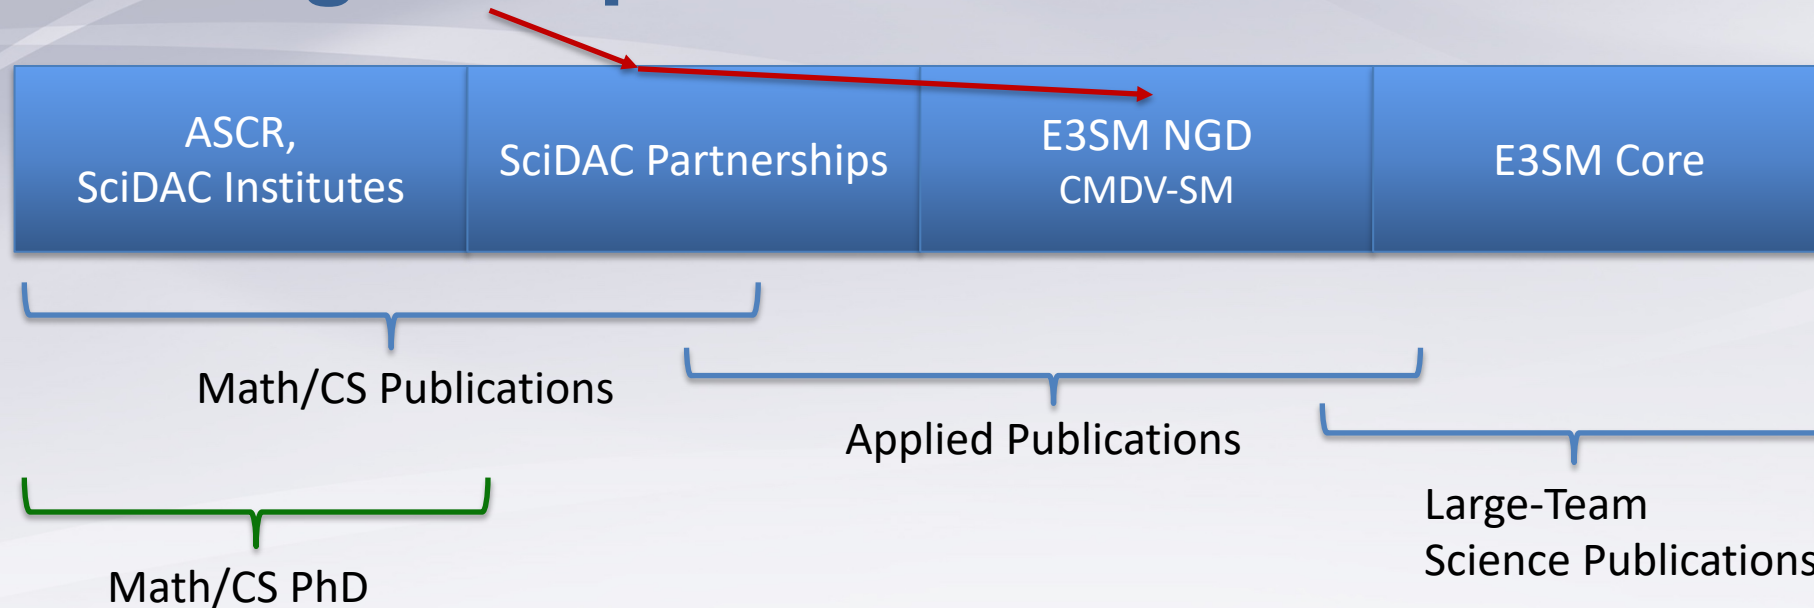 ASCR,
SciDAC Institutes
SciDAC Partnerships
E3SM NGD
CMDV-SM
E3SM Core
Math/CS Publications
Applied Publications
Large-Team
Science Publications
Math/CS PhD